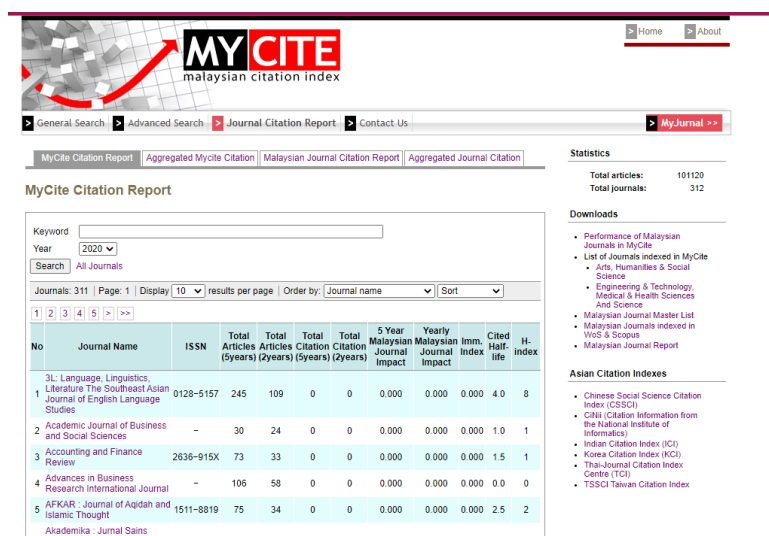 Home About
MY CITE
malaysian citation index
General Search Advanced Search Journal Citation Report Contact Us MyJurnal >>
MyCite Citation Report Aggregated Mycite Citation Malaysian Journal Citation Report Aggregated Journal Citation
MyCite Citation Report
Keyword
Year 2020
Search All Journals
Journals: 311 | Page: 1 | Display 10 results per page | Order by: Journal name Sort
1 2 3 4 5 > >>
No Journal Name ISSN Total Articles (5years) Total Articles (2years) Total Citation (5years) Total Citation (2years) 5 Year Malaysian Journal Impact Yearly Malaysian Journal Impact Imm. Index Cited Half-life H-index
1 3L: Language, Linguistics, Literature The Southeast Asian Journal of English Language Studies 0128-5157 245 109 0 0 0.000 0.000 0.000 4.0 8
2 Academic Journal of Business and Social Sciences - 30 24 0 0 0.000 0.000 0.000 1.0 1
3 Accounting and Finance Review 2636-915X 73 33 0 0 0.000 0.000 0.000 1.5 1
4 Advances in Business Research International Journal - 106 58 0 0 0.000 0.000 0.000 0.0 0
5 AFKAR : Journal of Aqidah and Islamic Thought 1511-8819 75 34 0 0 0.000 0.000 0.000 2.5 2
Akademika : Jurnal Sains
Statistics
Total articles: 101120
Total journals: 312
Downloads
Performance of Malaysian
Journals in MyCite
List of Journals indexed in MyCite
Arts, Humanities & Social
Science
Engineering & Technology,
Medical & Health Sciences
And Science
Malaysian Journal Master List
Malaysian Journals indexed in
WoS & Scopus
Malaysian Journal Report
Asian Citation Indexes
Chinese Social Science Citation
Index (CSSCI)
CiNii (Citation Information from
the National Institute of
Informatics)
Indian Citation Index (ICI)
Korea Citation Index (KCI)
Thai-Journal Citation Index
Centre (TCI)
TSSCI Taiwan Citation Index